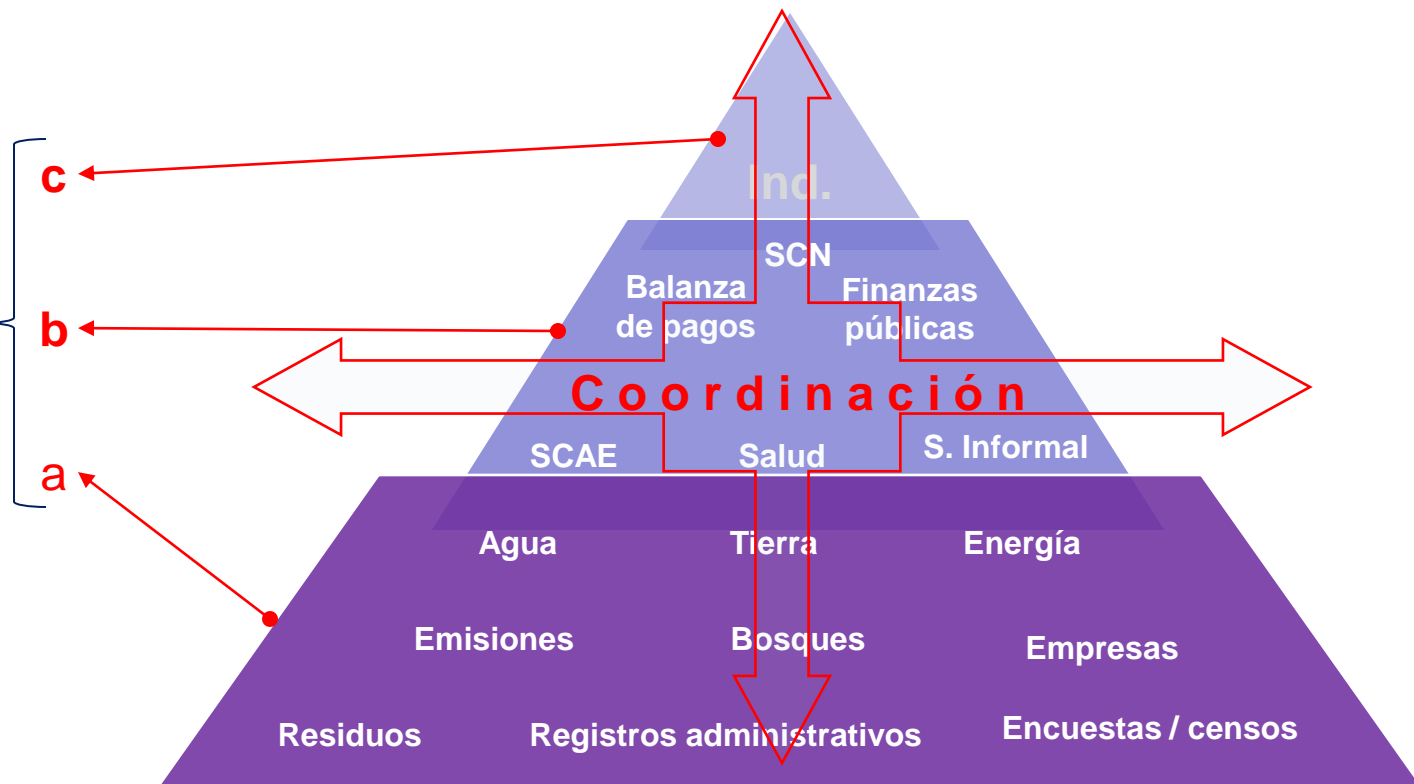 c
Ind.
SCN
Balanza
de pagos
Finanzas
públicas
b
Coordinación
SCAE
Salud
S. Informal
a
Agua
Tierra
Energía
Emisiones
Bosques
Empresas
Residuos
Registros administrativos
Encuestas / censos